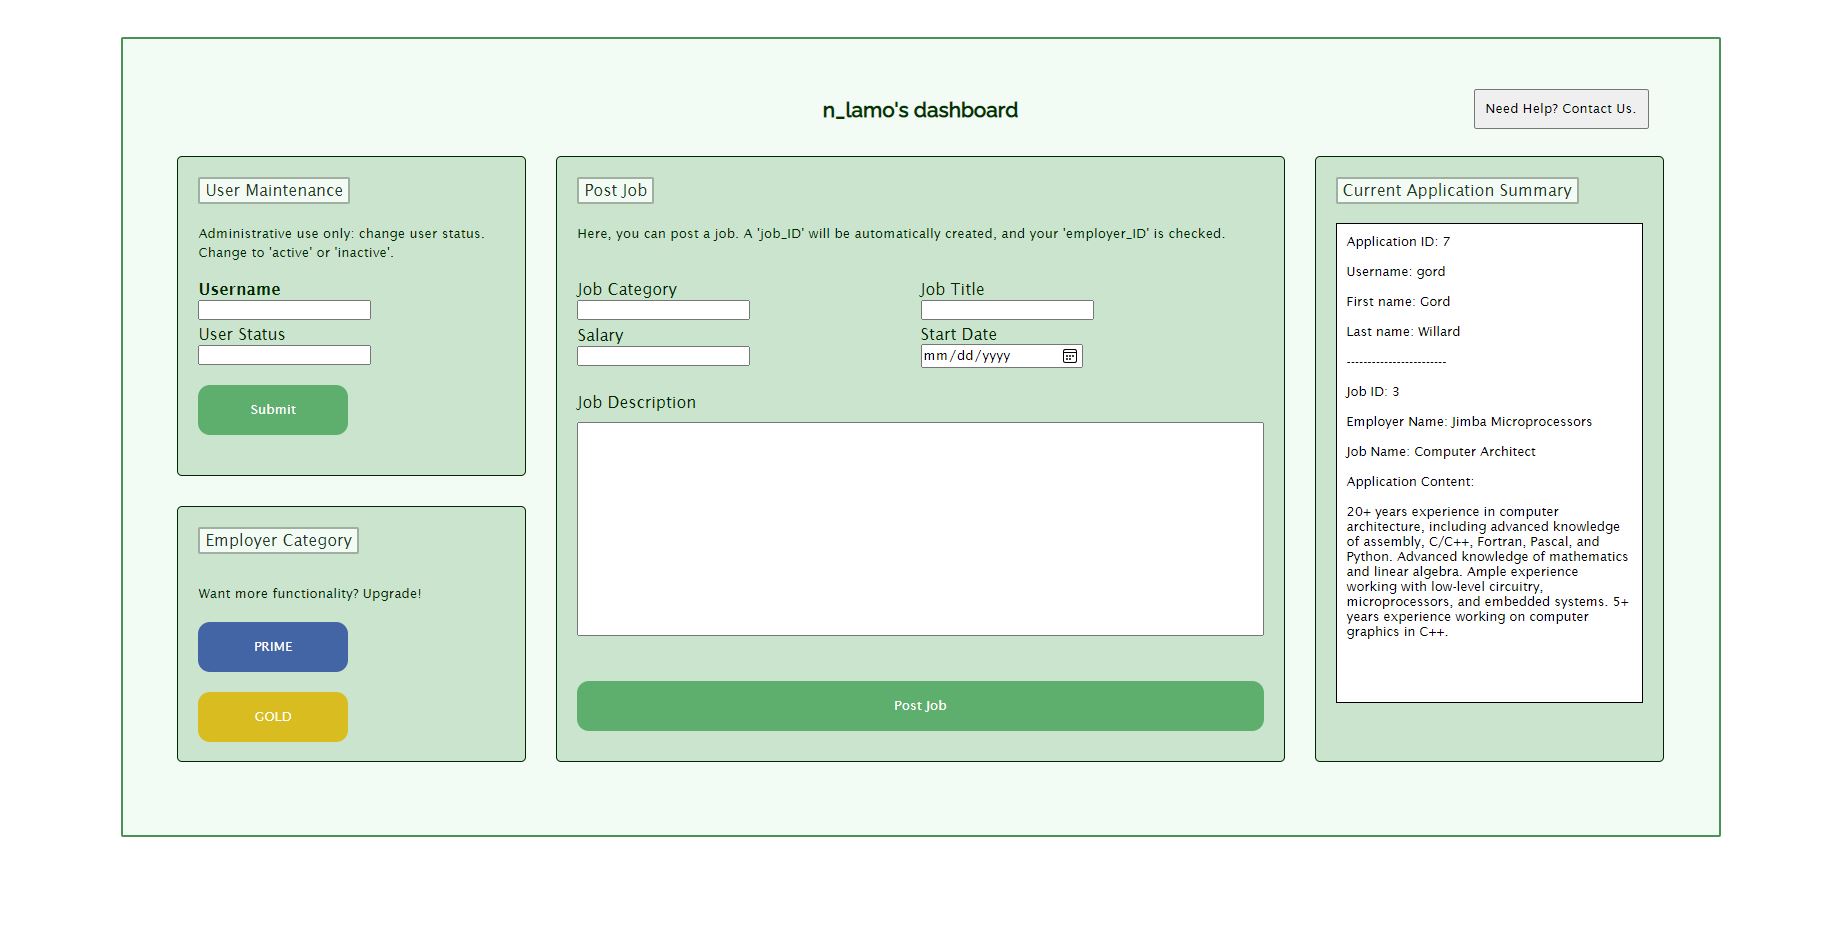 n_lamo's dashboard
Need Help? Contact Us.
User Maintenance
Administrative use only: change user status.
Change to 'active' or 'inactive'.
Username
User Status
Submit
Employer Category
Want more functionality? Upgrade!
PRIME
GOLD
Post Job
Here, you can post a job. A 'job_ID' will be automatically created, and your 'employer_ID' is checked.
Job Category
Job Title
Salary
Start Date
mm/dd/yyyy
Job Description
Post Job
Current Application Summary
Application ID: 7
Username: gord
First name: Gord
Last name: Willard
------------------------
Job ID: 3
Employer Name: Jimba Microprocessors
Job Name: Computer Architect
Application Content:
20+ years experience in computer
architecture, including advanced knowledge
of assembly, C/C++, Fortran, Pascal, and
Python. Advanced knowledge of mathematics
and linear algebra. Ample experience
working with low-level circuitry,
microprocessors, and embedded systems. 5+
years experience working on computer
graphics in C++.